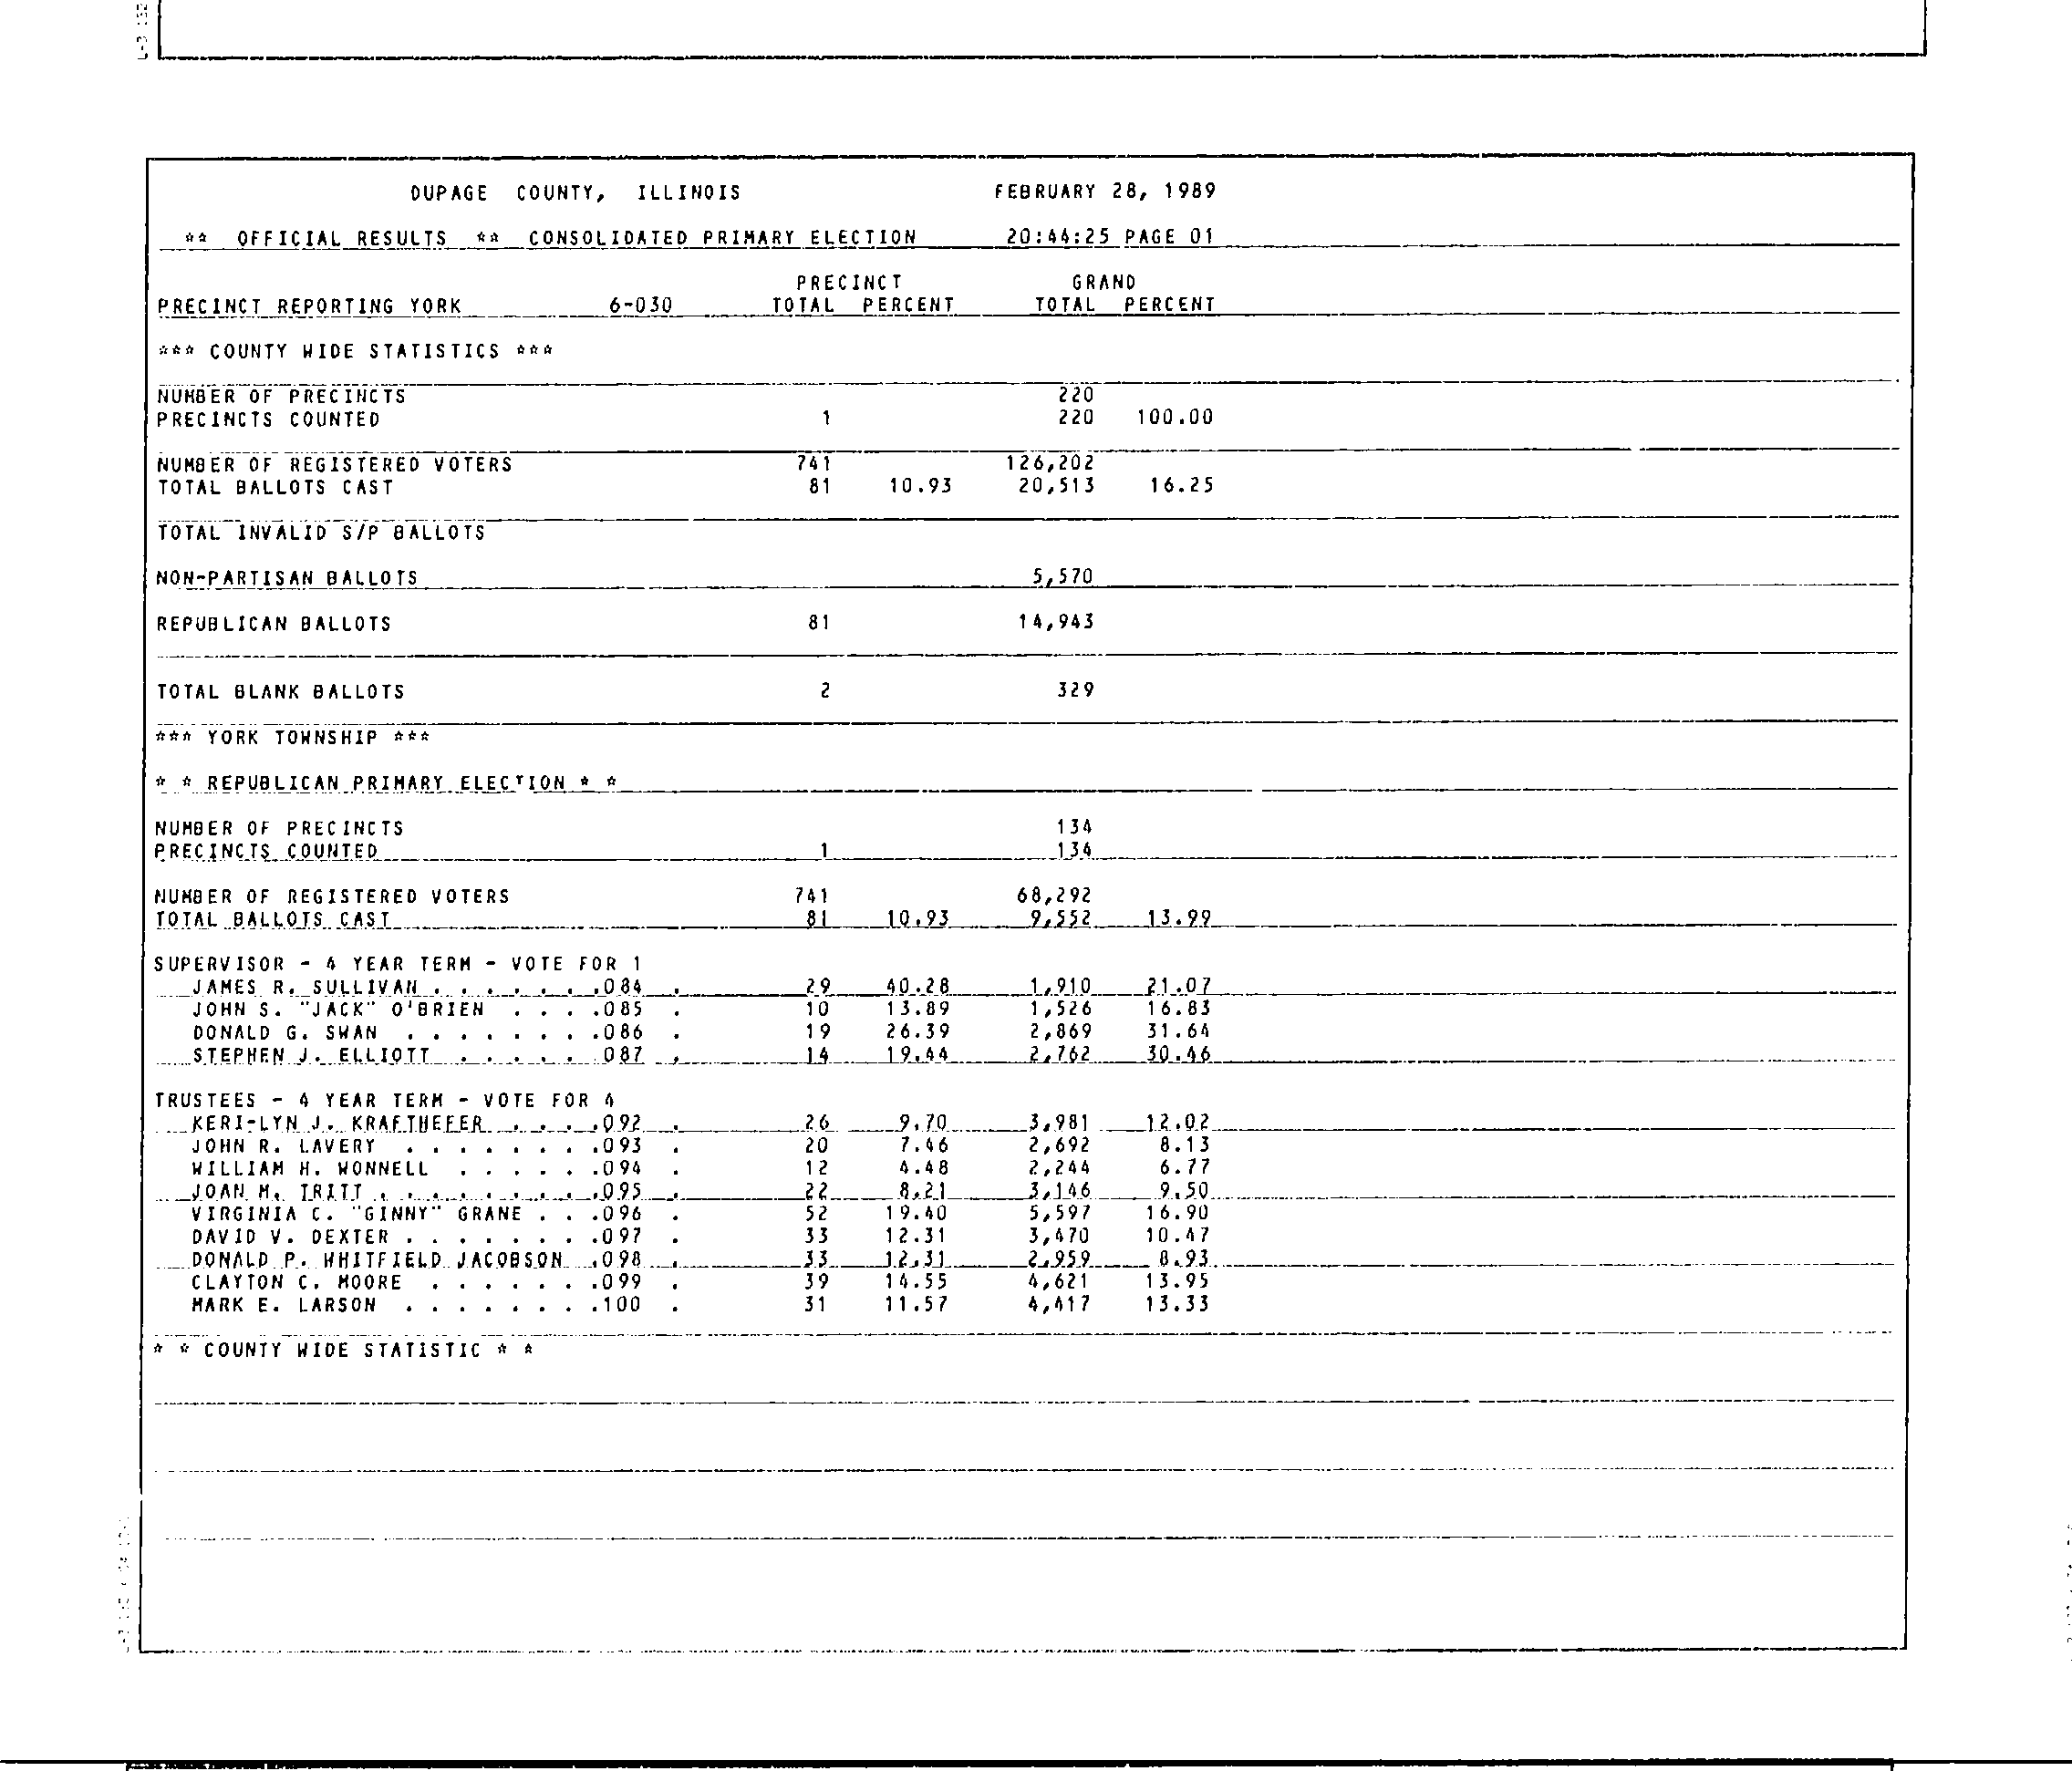 DUPAGE COUNTY, ILLINOIS FEBRUARY 28, 1989
** OFFICIAL RESULTS ** CONSOLIDATED PRIMARY ELECTION 20:44:25 PAGE 01
PRECINCT GRAND
PRECINCT REPORTING YORK 6-030 TOTAL PERCENT TOTAL PERCENT
*** COUNTY WIDE STATISTICS ***
NUMBER OF PRECINCTS 220
PRECINCTS COUNTED 1 220 100.00
NUMBER OF REGISTERED VOTERS 741 126,202
TOTAL BALLOTS CAST 81 10.93 20,513 16.25
TOTAL INVALID S/P BALLOTS
NON-PARTISAN BALLOTS 5,570
REPUBLICAN BALLOTS 81 14,943
TOTAL BLANK BALLOTS 2 329
*** YORK TOWNSHIP ***
* * REPUBLICAN PRIMARY ELECTION * *
NUMBER OF PRECINCTS 134
PRECINCTS COUNTED 1 134
NUMBER OF REGISTERED VOTERS 741 68,292
TOTAL BALLOTS CAST 81 10.93 9,552 13.99
SUPERVISOR - 4 YEAR TERM - VOTE FOR 1
JAMES R. SULLIVAN . . . . . . .084 . 29 40.28 1,910 21.07
JOHN S. "JACK" O'BRIEN . . . .085 . 10 13.89 1,526 16.83
DONALD G. SWAN . . . . . . . .086 . 19 26.39 2,869 31.64
STEPHEN J. ELLIOTT . . . . . .087 . 14 19.44 2,762 30.46
TRUSTEES - 4 YEAR TERM - VOTE FOR 4
KERI-LYN J. KRAFTHEFER . . . .092 . 26 9.70 3,981 12.02
JOHN R. LAVERY . . . . . . . .093 . 20 7.46 2,692 8.13
WILLIAM H. WONNELL . . . . . .094 . 12 4.48 2,244 6.77
JOAN M. TRITT . . . . . . . . .095 . 22 8.21 3,146 9.50
VIRGINIA C. "GINNY" GRANE . . .096 . 52 19.40 5,597 16.90
DAVID V. DEXTER . . . . . . . .097 . 33 12.31 3,470 10.47
DONALD P. WHITFIELD JACOBSON .098 . 33 12.31 2,959 8.93
CLAYTON C. MOORE . . . . . . .099 . 39 14.55 4,621 13.95
MARK E. LARSON . . . . . . . .100 . 31 11.57 4,417 13.33
* * COUNTY WIDE STATISTIC * *